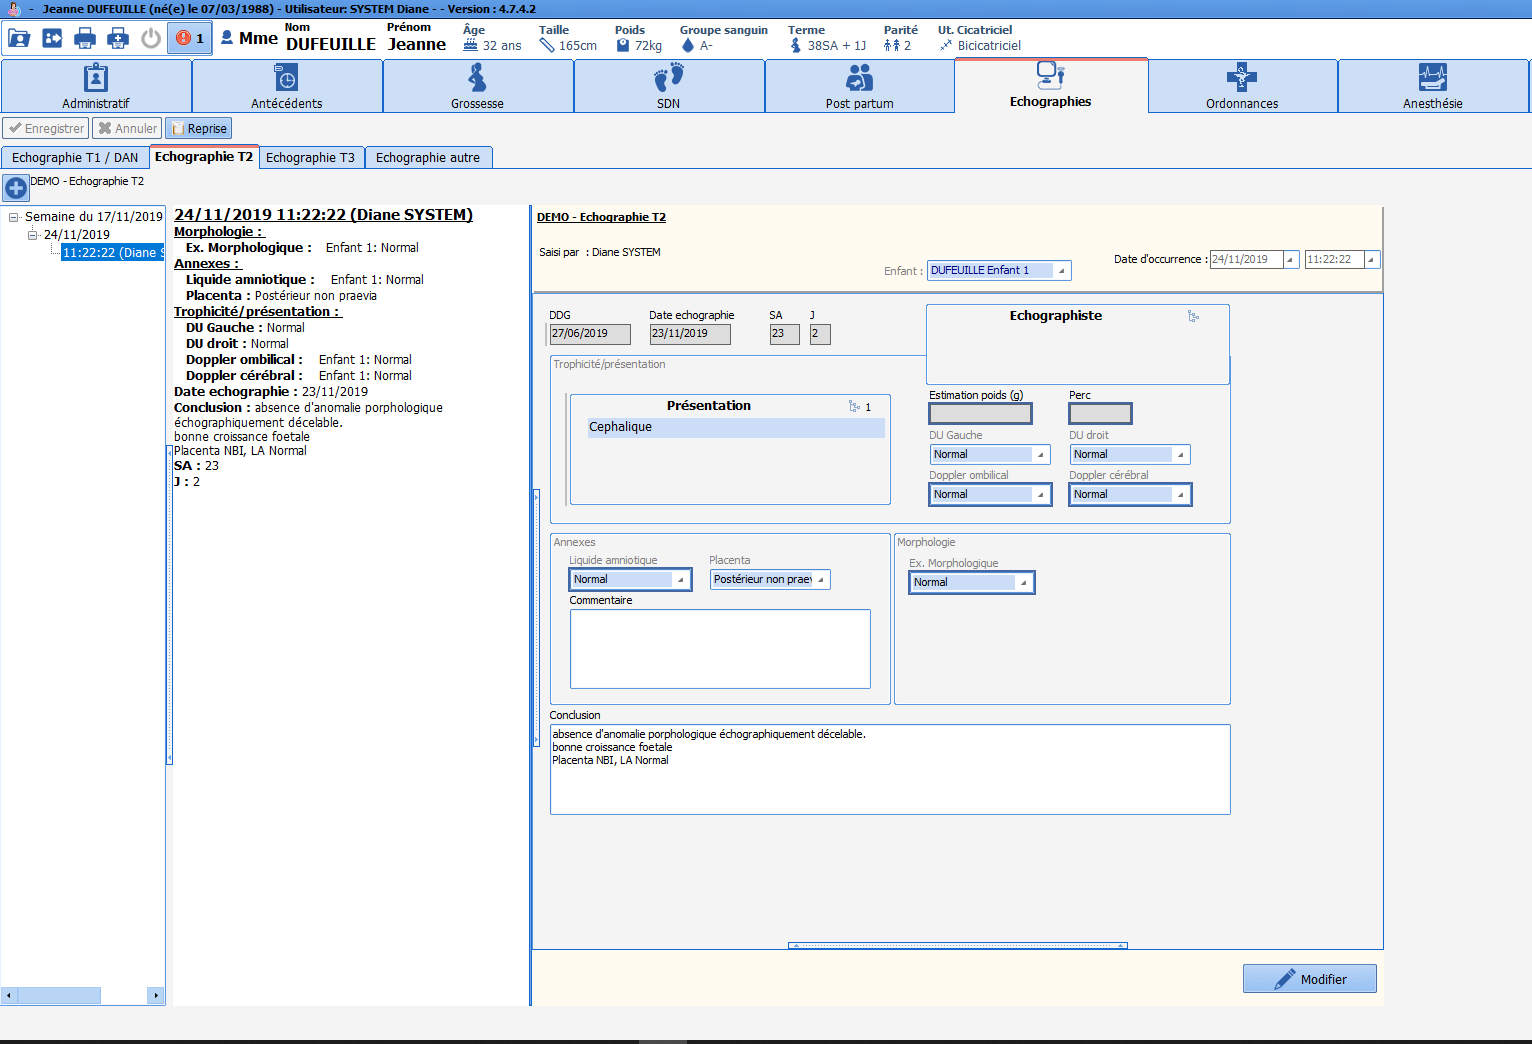 - Jeanne DUFEUILLE (né(e) le 07/03/1988) - Utilisateur: SYSTEM Diane - - Version : 4.7.4.2
1 Mme Nom DUFEUILLE Prénom Jeanne
Âge 32 ans
Taille 165cm
Poids 72kg
Groupe sanguin A-
Terme 38SA + 1J
Parité 2
Ut. Cicatriciel Bicicatriciel
Administratif Antécédents Grossesse SDN Post partum Echographies Ordonnances Anesthésie
Enregistrer Annuler Reprise
Echographie T1 / DAN Echographie T2 Echographie T3 Echographie autre
DEMO - Echographie T2
Semaine du 17/11/2019
24/11/2019
11:22:22 (Diane S
24/11/2019 11:22:22 (Diane SYSTEM)
Morphologie :
Ex. Morphologique : Enfant 1: Normal
Annexes :
Liquide amniotique : Enfant 1: Normal
Placenta : Postérieur non praevia
Trophicité/présentation :
DU Gauche : Normal
DU droit : Normal
Doppler ombilical : Enfant 1: Normal
Doppler cérébral : Enfant 1: Normal
Date echographie : 23/11/2019
Conclusion : absence d'anomalie porphologique
échographiquement décelable.
bonne croissance foetale
Placenta NBI, LA Normal
SA : 23
J : 2
DEMO - Echographie T2
Saisi par : Diane SYSTEM
Enfant : DUFEUILLE Enfant 1
Date d'occurrence : 24/11/2019 11:22:22
DDG Date echographie SA J
27/06/2019 23/11/2019 23 2
Echographiste
Trophicité/présentation
Présentation 1
Cephalique
Estimation poids (g) Perc
DU Gauche DU droit
Normal Normal
Doppler ombilical Doppler cérébral
Normal Normal
Annexes
Liquide amniotique Placenta
Normal Postérieur non praev
Commentaire
Morphologie
Ex. Morphologique
Normal
Conclusion
absence d'anomalie porphologique échographiquement décelable.
bonne croissance foetale
Placenta NBI, LA Normal
Modifier